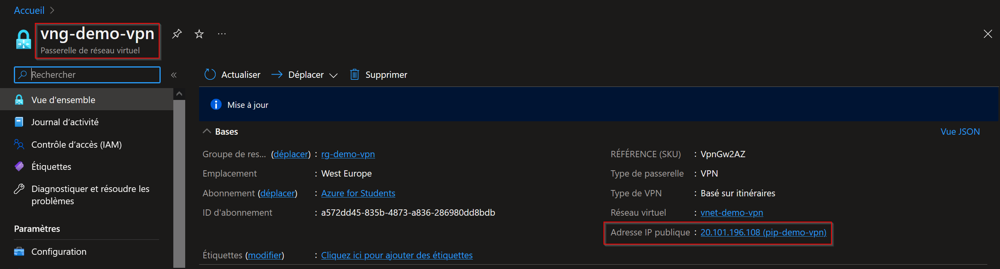 Accueil
vng-demo-vpn
Passerelle de réseau virtuel
Rechercher
Vue d'ensemble
Journal d’activité
Contrôle d’accès (IAM)
Étiquettes
Diagnostiquer et résoudre les
problèmes
Paramètres
Configuration
Actualiser Déplacer Supprimer
Mise à jour
Bases Vue JSON
Groupe de res... (déplacer) : rg-demo-vpn
Emplacement : West Europe
Abonnement (déplacer) : Azure for Students
ID d'abonnement : a572dd45-835b-4873-a836-286980dd8bdb
RÉFÉRENCE (SKU) : VpnGw2AZ
Type de passerelle : VPN
Type de VPN : Basé sur itinéraires
Réseau virtuel : vnet-demo-vpn
Adresse IP publique : 20.101.196.108 (pip-demo-vpn)
Étiquettes (modifier) : Cliquez ici pour ajouter des étiquettes